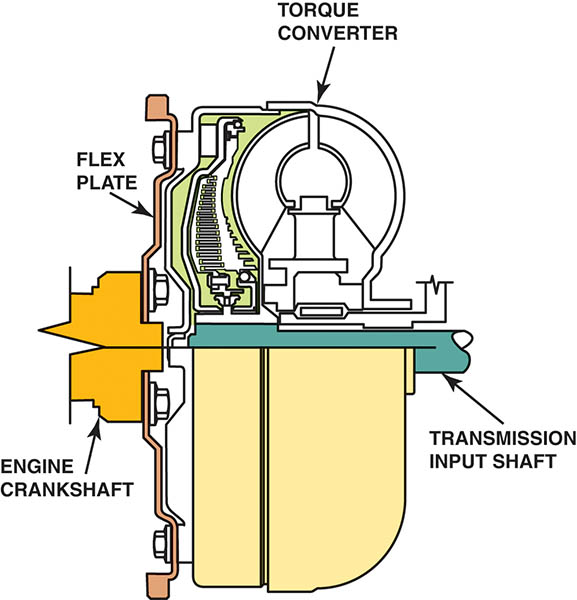 TORQUE
CONVERTER
FLEX
PLATE
TRANSMISSION
INPUT SHAFT
ENGINE
CRANKSHAFT